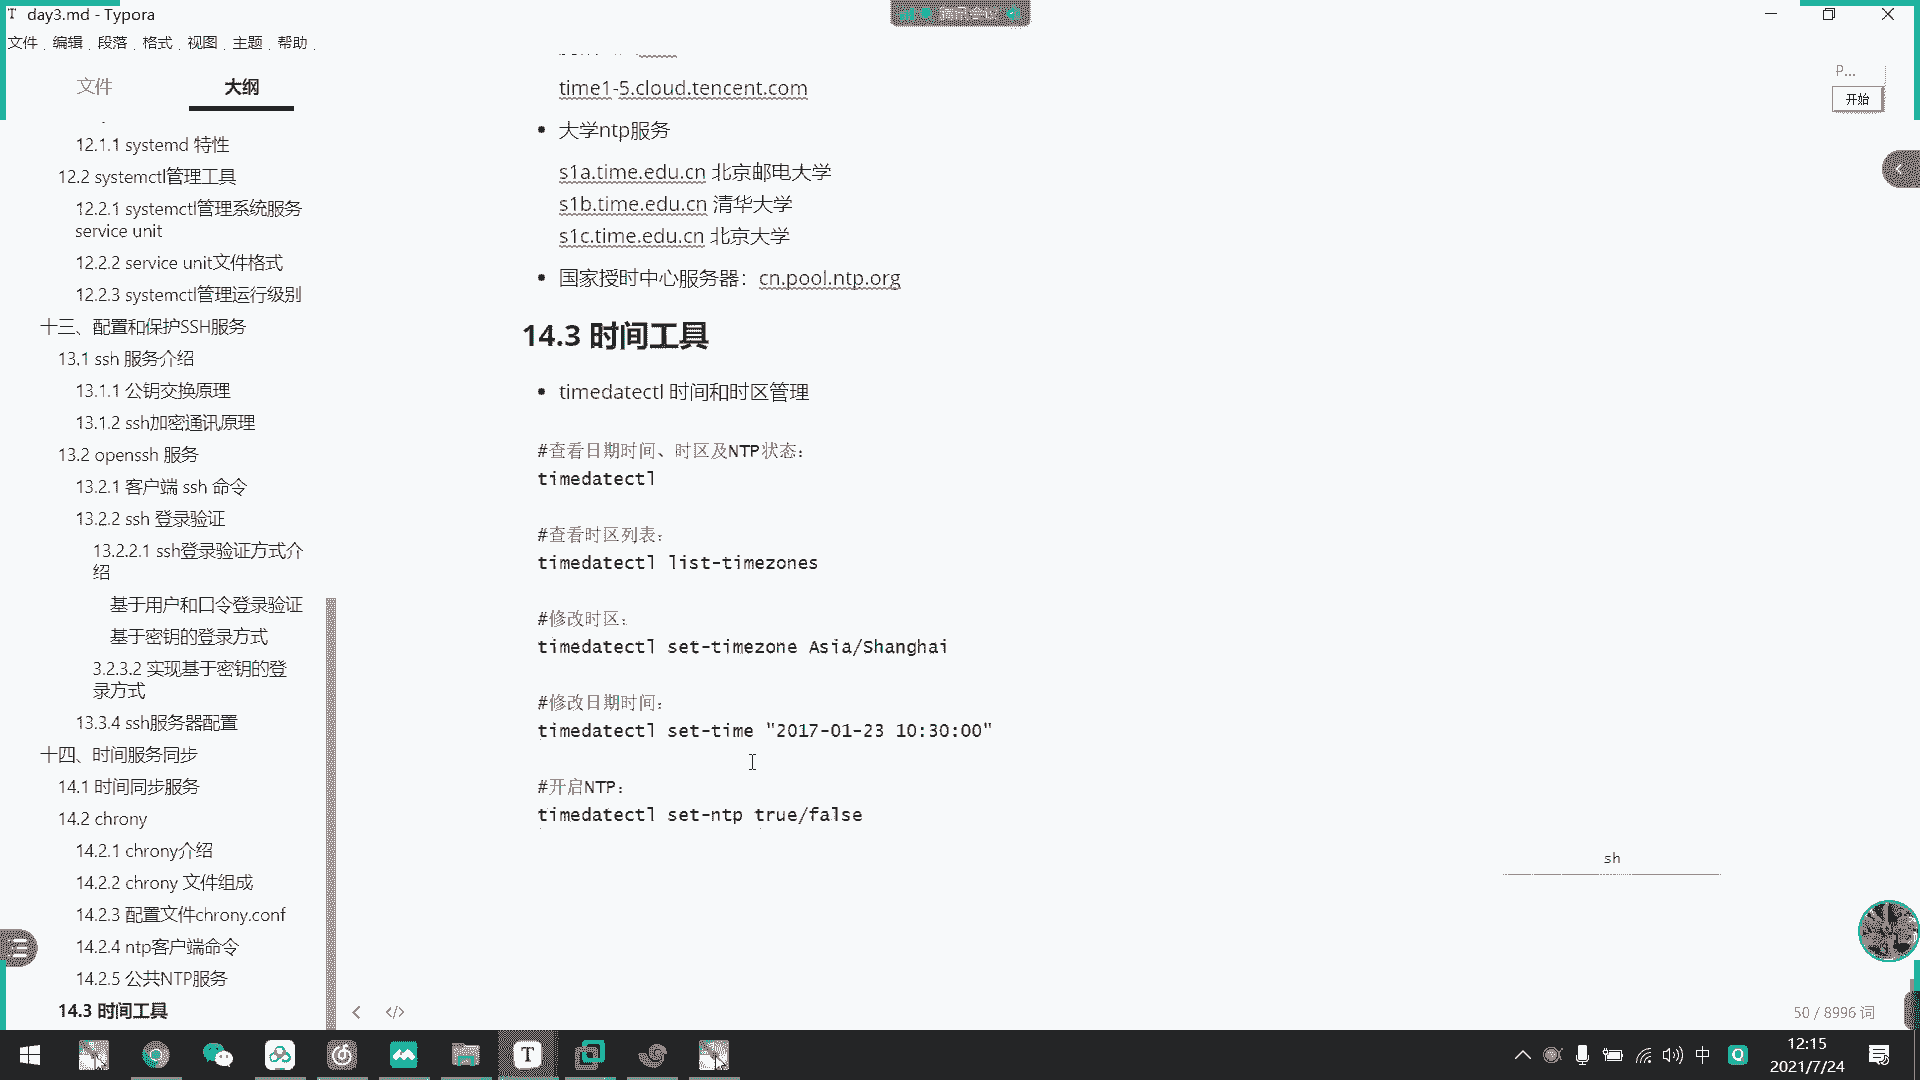 day3.md - Typora
腾讯会议
文件 编辑 段落 格式 视图 主题 帮助
文件 大纲
12.1.1 systemd 特性
12.2 systemctl管理工具
12.2.1 systemctl管理系统服务
service unit
12.2.2 service unit文件格式
12.2.3 systemctl管理运行级别
十三、配置和保护SSH服务
13.1 ssh 服务介绍
13.1.1 公钥交换原理
13.1.2 ssh加密通讯原理
13.2 openssh 服务
13.2.1 客户端 ssh 命令
13.2.2 ssh 登录验证
13.2.2.1 ssh登录验证方式介
绍
基于用户和口令登录验证
基于密钥的登录方式
3.2.3.2 实现基于密钥的登
录方式
13.3.4 ssh服务器配置
十四、时间服务同步
14.1 时间同步服务
14.2 chrony
14.2.1 chrony介绍
14.2.2 chrony 文件组成
14.2.3 配置文件chrony.conf
14.2.4 ntp客户端命令
14.2.5 公共NTP服务
14.3 时间工具
time1-5.cloud.tencent.com
• 大学ntp服务
s1a.time.edu.cn 北京邮电大学
s1b.time.edu.cn 清华大学
s1c.time.edu.cn 北京大学
• 国家授时中心服务器：cn.pool.ntp.org
14.3 时间工具
• timedatectl 时间和时区管理
#查看日期时间、时区及NTP状态：
timedatectl
#查看时区列表：
timedatectl list-timezones
#修改时区：
timedatectl set-timezone Asia/Shanghai
#修改日期时间：
timedatectl set-time "2017-01-23 10:30:00"
#开启NTP：
timedatectl set-ntp true/false
sh
P...
开始
50 / 8996 词
中
12:15
2021/7/24